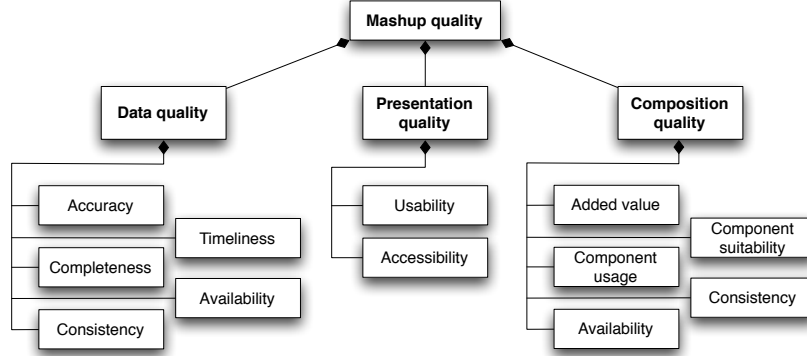 Mashup quality
Data quality
Presentation
quality
Composition
quality
Accuracy
Timeliness
Completeness
Availability
Consistency
Usability
Accessibility
Added value
Component
suitability
Component
usage
Consistency
Availability